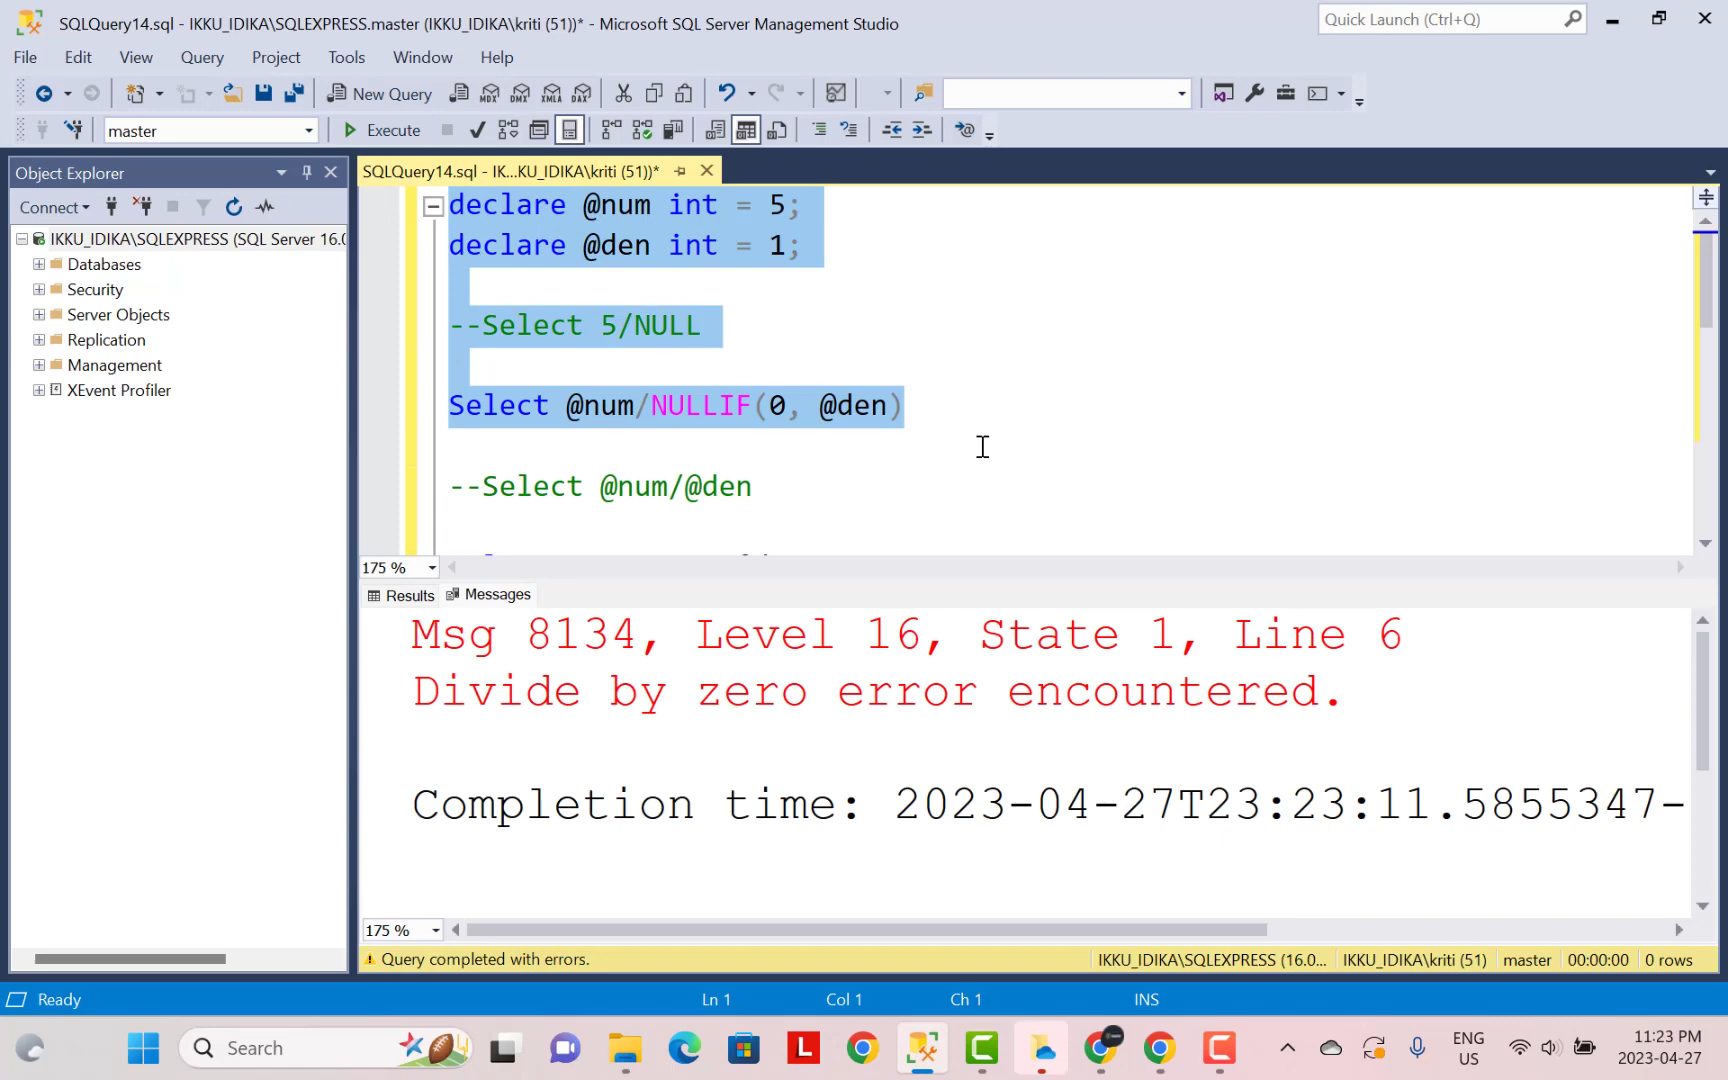 SQLQuery14.sql - IKKU_IDIKA\SQLEXPRESS.master (IKKU_IDIKA\kriti (51))* - Microsoft SQL Server Management Studio
Quick Launch (Ctrl+Q)
File Edit View Query Project Tools Window Help
New Query MDX DMX XMLA DAX
master Execute
Object Explorer
SQLQuery14.sql - IK...KU_IDIKA\kriti (51))*
Connect
IKKU_IDIKA\SQLEXPRESS (SQL Server 16.0
Databases
Security
Server Objects
Replication
Management
XEvent Profiler
declare @num int = 5;
declare @den int = 1;
--Select 5/NULL
Select @num/NULLIF(0, @den)
--Select @num/@den
175 %
Results Messages
Msg 8134, Level 16, State 1, Line 6
Divide by zero error encountered.
Completion time: 2023-04-27T23:23:11.5855347-
175 %
Query completed with errors.
IKKU_IDIKA\SQLEXPRESS (16.0... IKKU_IDIKA\kriti (51) master 00:00:00 0 rows
Ready Ln 1 Col 1 Ch 1 INS
Search
L
ENG
US
11:23 PM
2023-04-27